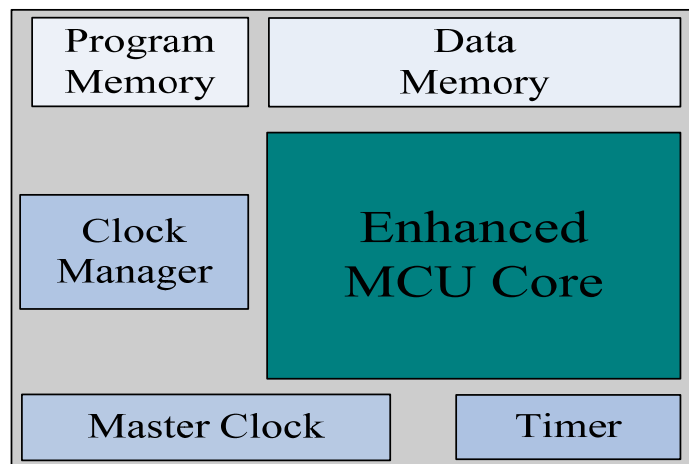 Program
Memory
Data
Memory
Clock
Manager
Enhanced
MCU Core
Master Clock
Timer